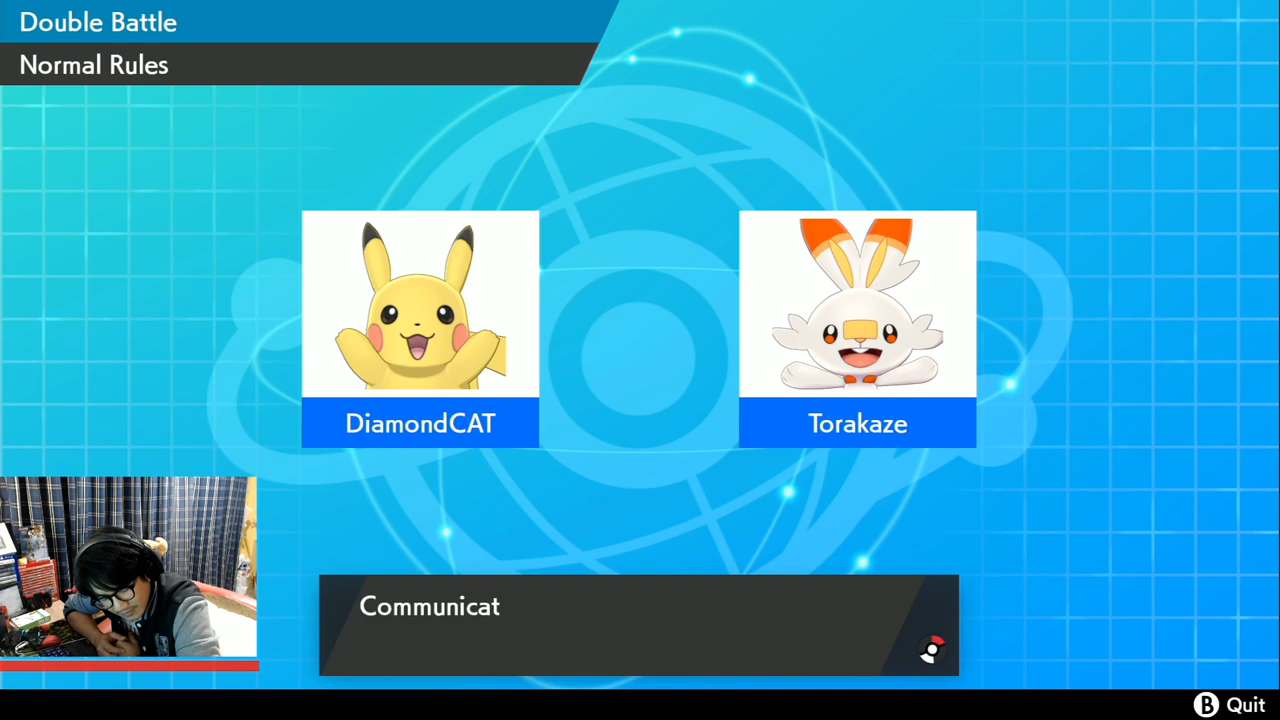 Double Battle
Normal Rules
DiamondCAT
Torakaze
Communicat
B Quit